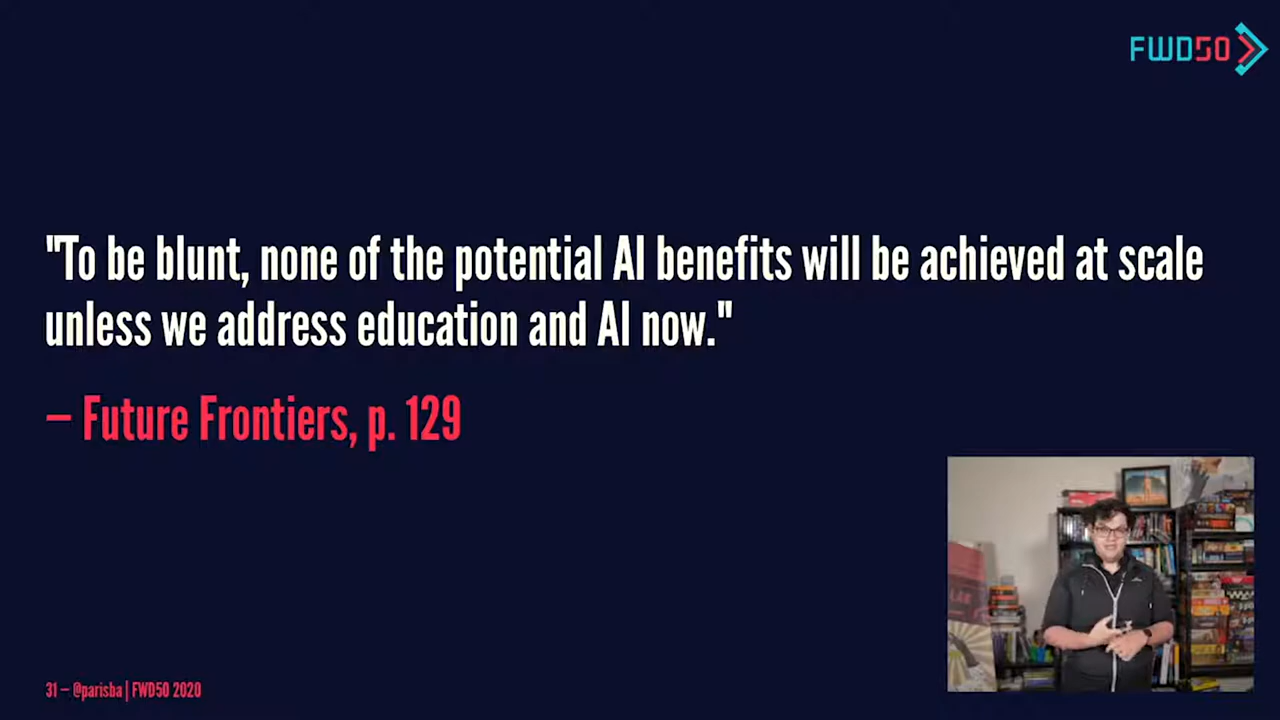 FWD50
"To be blunt, none of the potential AI benefits will be achieved at scale
unless we address education and AI now."
– Future Frontiers, p. 129
31 – @parisba | FWD50 2020